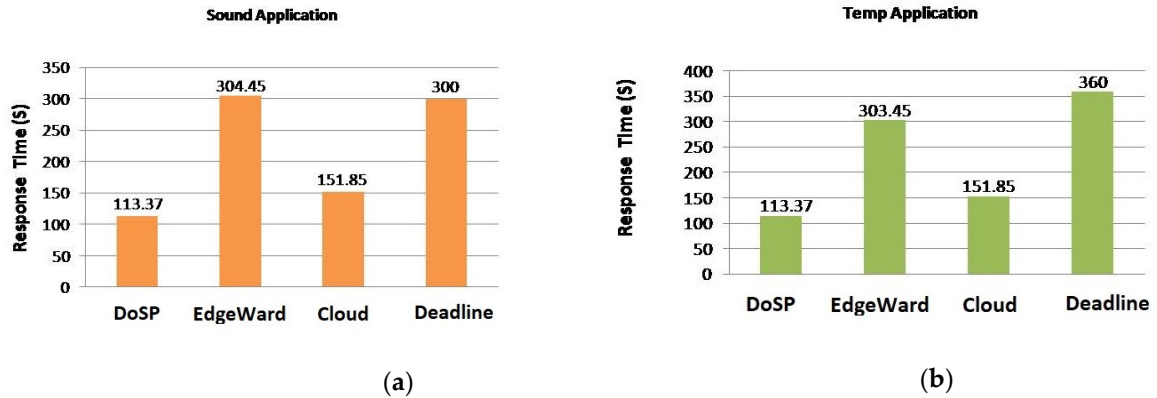 Sound Application
Response Time (S)
350
300
250
200
150
100
50
0
113.37
304.45
151.85
300
DoSP
EdgeWard
Cloud
Deadline
(a)
Temp Application
Response Time (S)
400
350
300
250
200
150
100
50
0
113.37
303.45
151.85
360
DoSP
EdgeWard
Cloud
Deadline
(b)